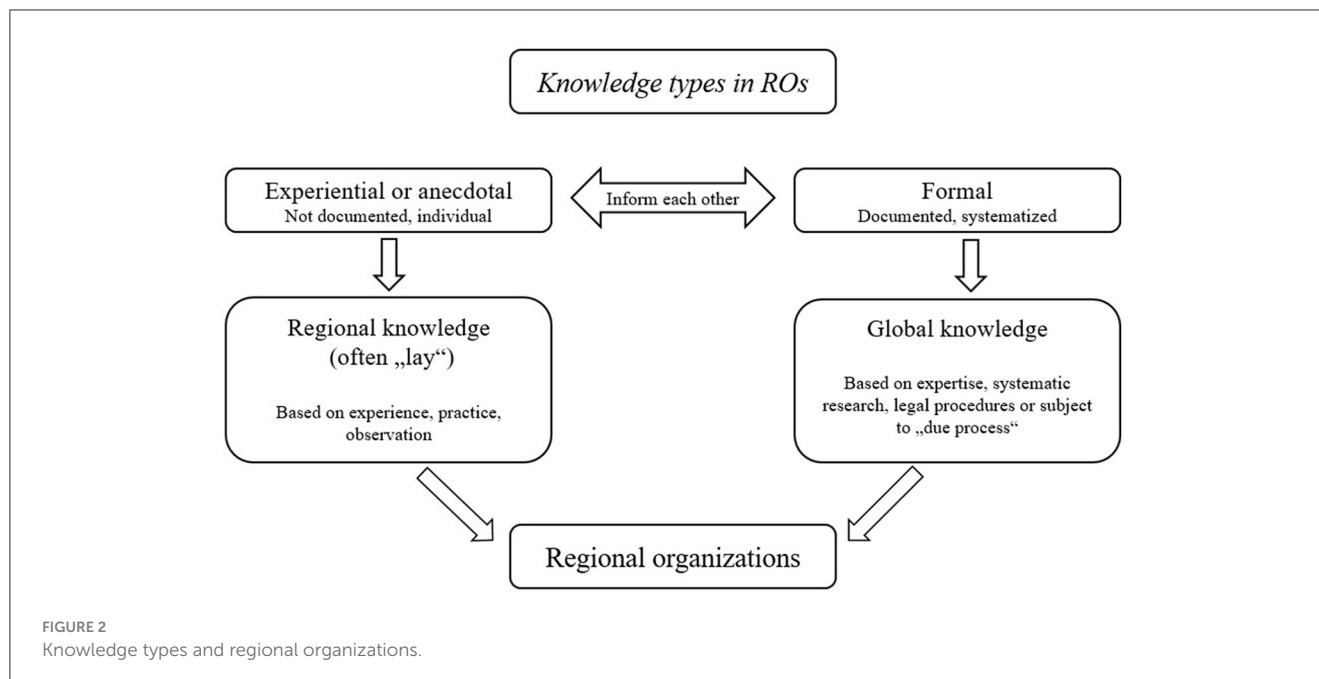 Knowledge types in ROs
Experiential or anecdotal
Not documented, individual
Inform each other
Formal
Documented, systematized
Regional knowledge
(often „lay“)
Based on experience, practice,
observation
Global knowledge
Based on expertise, systematic
research, legal procedures or subject
to „due process“
Regional organizations
FIGURE 2
Knowledge types and regional organizations.